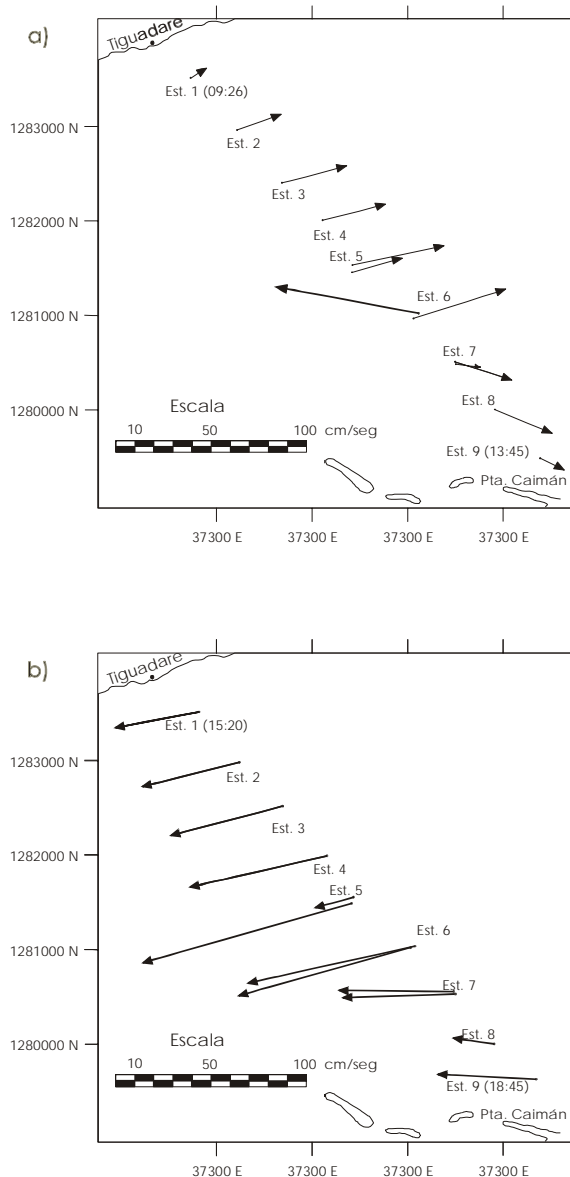 a)
Tiguadare
Est. 1 (09:26)
1283000 N
Est. 2
Est. 3
1282000 N
Est. 4
Est. 5
Est. 6
1281000 N
Est. 7
Est. 8
1280000 N
Escala
10 50 100 cm/seg
Est. 9 (13:45)
Pta. Caimán
37300 E 37300 E 37300 E 37300 E
b)
Tiguadare
Est. 1 (15:20)
1283000 N
Est. 2
Est. 3
1282000 N
Est. 4
Est. 5
Est. 6
1281000 N
Est. 7
Est. 8
1280000 N
Escala
10 50 100 cm/seg
Est. 9 (18:45)
Pta. Caimán
37300 E 37300 E 37300 E 37300 E